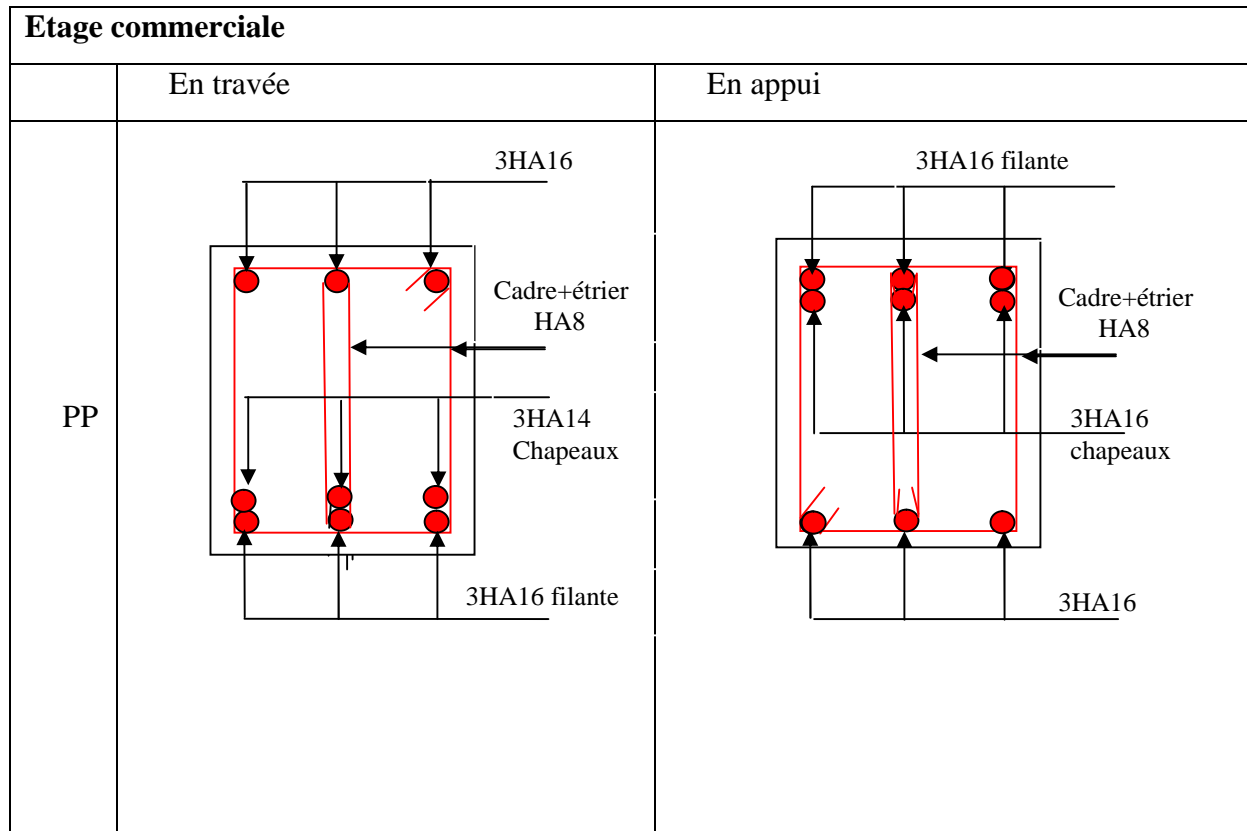 Etage commerciale
En travée
En appui
PP
3HA16
Cadre+étrier
HA8
3HA14
Chapeaux
3HA16 filante
3HA16 filante
Cadre+étrier
HA8
3HA16
chapeaux
3HA16